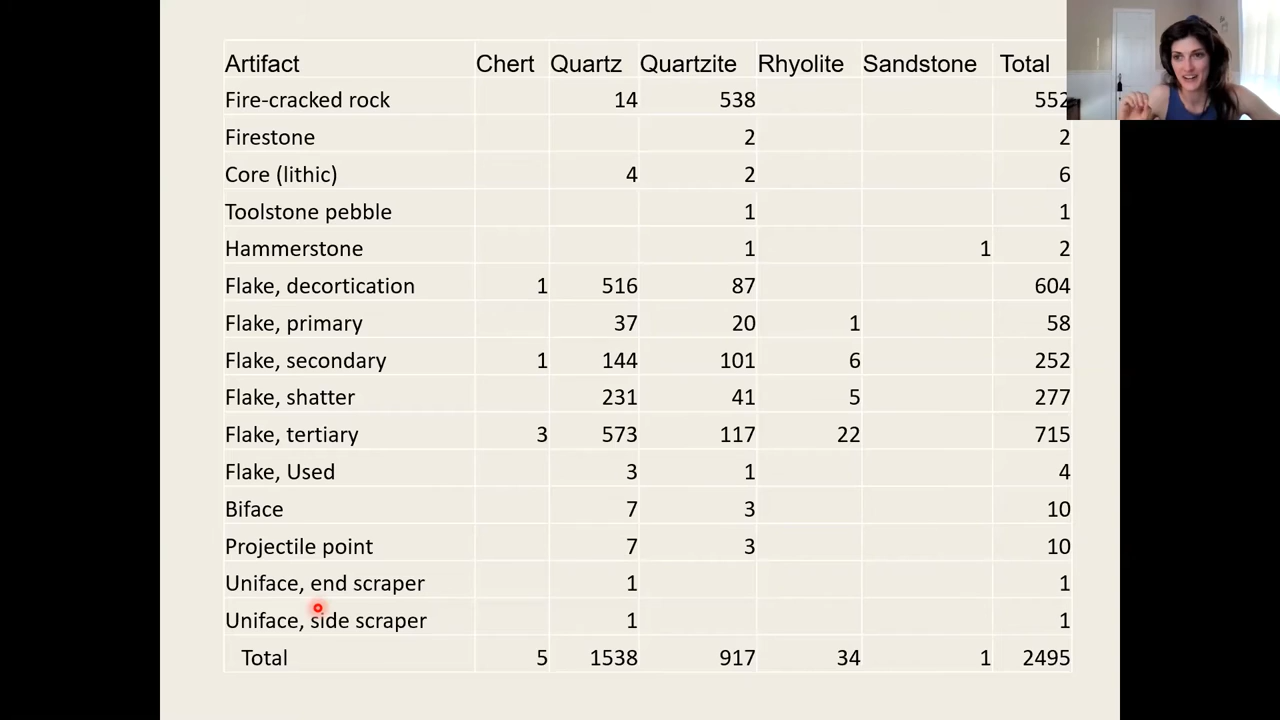 Artifact Chert Quartz Quartzite Rhyolite Sandstone Total
Fire-cracked rock 14 538 552
Firestone 2 2
Core (lithic) 4 2 6
Toolstone pebble 1 1
Hammerstone 1 1 2
Flake, decortication 1 516 87 604
Flake, primary 37 20 1 58
Flake, secondary 1 144 101 6 252
Flake, shatter 231 41 5 277
Flake, tertiary 3 573 117 22 715
Flake, Used 3 1 4
Biface 7 3 10
Projectile point 7 3 10
Uniface, end scraper 1 1
Uniface, side scraper 1 1
Total 5 1538 917 34 1 2495